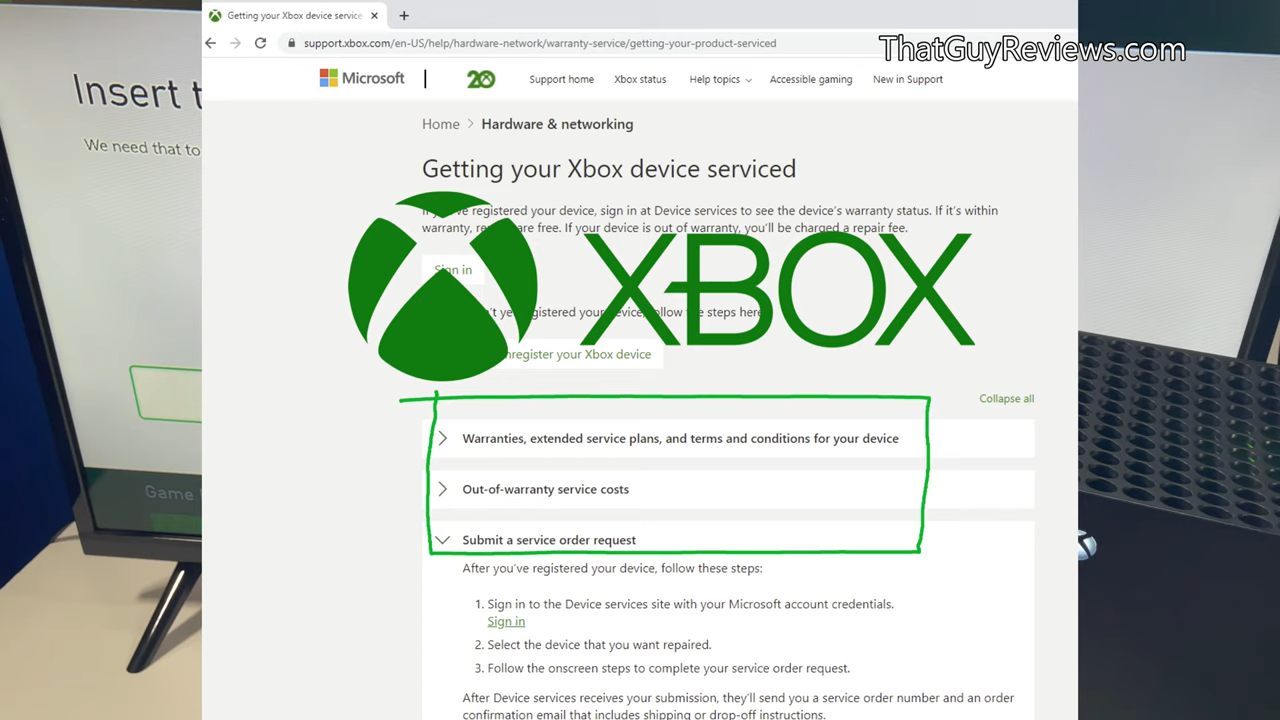 Getting your Xbox device service
support.xbox.com/en-US/help/hardware-network/warranty-service/getting-your-product-serviced
ThatGuyReviews.com
Microsoft
20
Support home
Xbox status
Help topics
Accessible gaming
New in Support
Insert t
We need that to
Home > Hardware & networking
Getting your Xbox device serviced
registered your device, sign in at Device services to see the device's warranty status. If it's within
warranty, are free. If your device is out of warranty, you'll be charged a repair fee.
XBOX
Sign in
registered your device, follow the steps here
register your Xbox device
Collapse all
Warranties, extended service plans, and terms and conditions for your device
Out-of-warranty service costs
Game
Submit a service order request
After you've registered your device, follow these steps:
1. Sign in to the Device services site with your Microsoft account credentials.
Sign in
2. Select the device that you want repaired.
3. Follow the onscreen steps to complete your service order request.
After Device services receives your submission, they'll send you a service order number and an order
confirmation email that includes shipping or drop-off instructions.